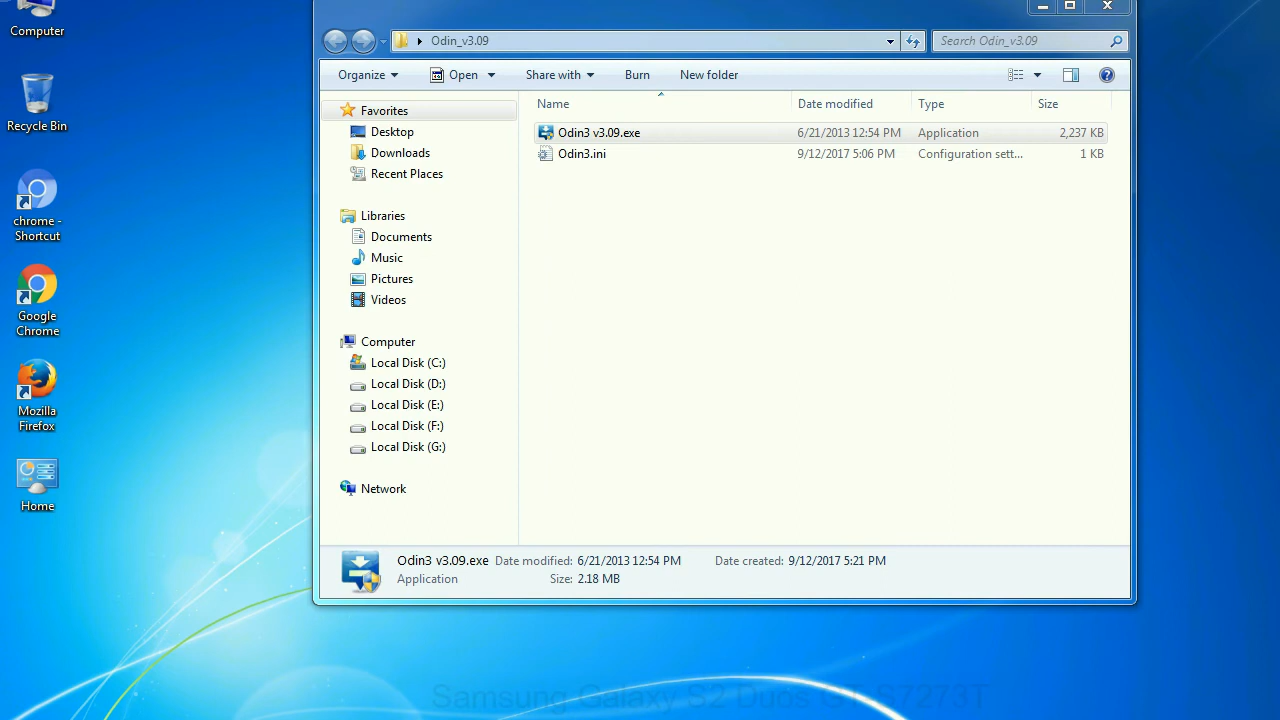 Computer
Recycle Bin
chrome -
Shortcut
Google
Chrome
Mozilla
Firefox
Home
Odin_v3.09
Search Odin_v3.09
Organize
Open
Share with
Burn
New folder
Favorites
Desktop
Downloads
Recent Places
Libraries
Documents
Music
Pictures
Videos
Computer
Local Disk (C:)
Local Disk (D:)
Local Disk (E:)
Local Disk (F:)
Local Disk (G:)
Network
Name Date modified Type Size
Odin3 v3.09.exe 6/21/2013 12:54 PM Application 2,237 KB
Odin3.ini 9/12/2017 5:06 PM Configuration sett... 1 KB
Odin3 v3.09.exe Date modified: 6/21/2013 12:54 PM Date created: 9/12/2017 5:21 PM
Application Size: 2.18 MB
Samsung Galaxy S2 Duos GT-S7273T